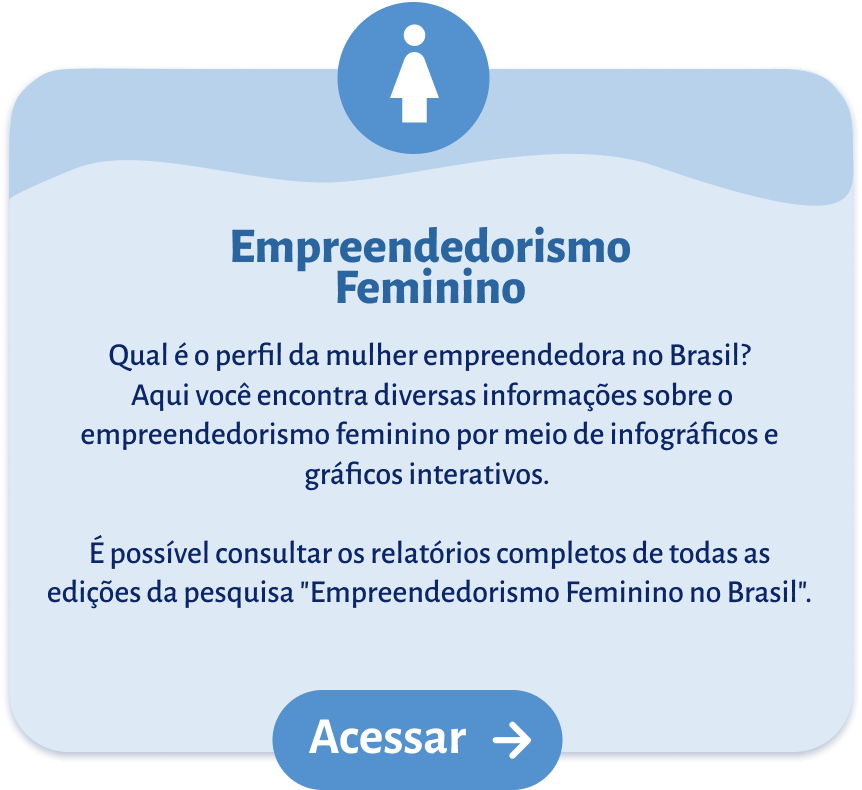 Empreendedorismo
Feminino
Qual é o perfil da mulher empreendedora no Brasil?
Aqui você encontra diversas informações sobre o
empreendedorismo feminino por meio de infográficos e
gráficos interativos.
É possível consultar os relatórios completos de todas as
edições da pesquisa "Empreendedorismo Feminino no Brasil".
Acessar